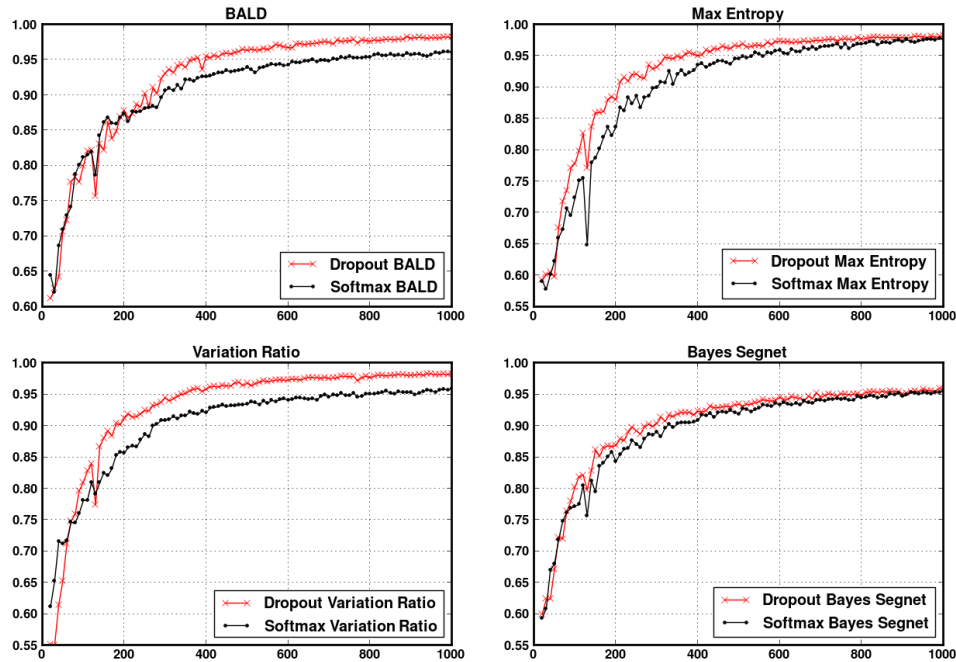 BALD
1.00
0.95
0.90
0.85
0.80
0.75
0.70
0.65
0.60
0 200 400 600 800 1000
Dropout BALD
Softmax BALD
Max Entropy
1.00
0.95
0.90
0.85
0.80
0.75
0.70
0.65
0.60
0.55
0 200 400 600 800 1000
Dropout Max Entropy
Softmax Max Entropy
Variation Ratio
1.00
0.95
0.90
0.85
0.80
0.75
0.70
0.65
0.60
0.55
0 200 400 600 800 1000
Dropout Variation Ratio
Softmax Variation Ratio
Bayes Segnet
1.00
0.95
0.90
0.85
0.80
0.75
0.70
0.65
0.60
0.55
0 200 400 600 800 1000
Dropout Bayes Segnet
Softmax Bayes Segnet